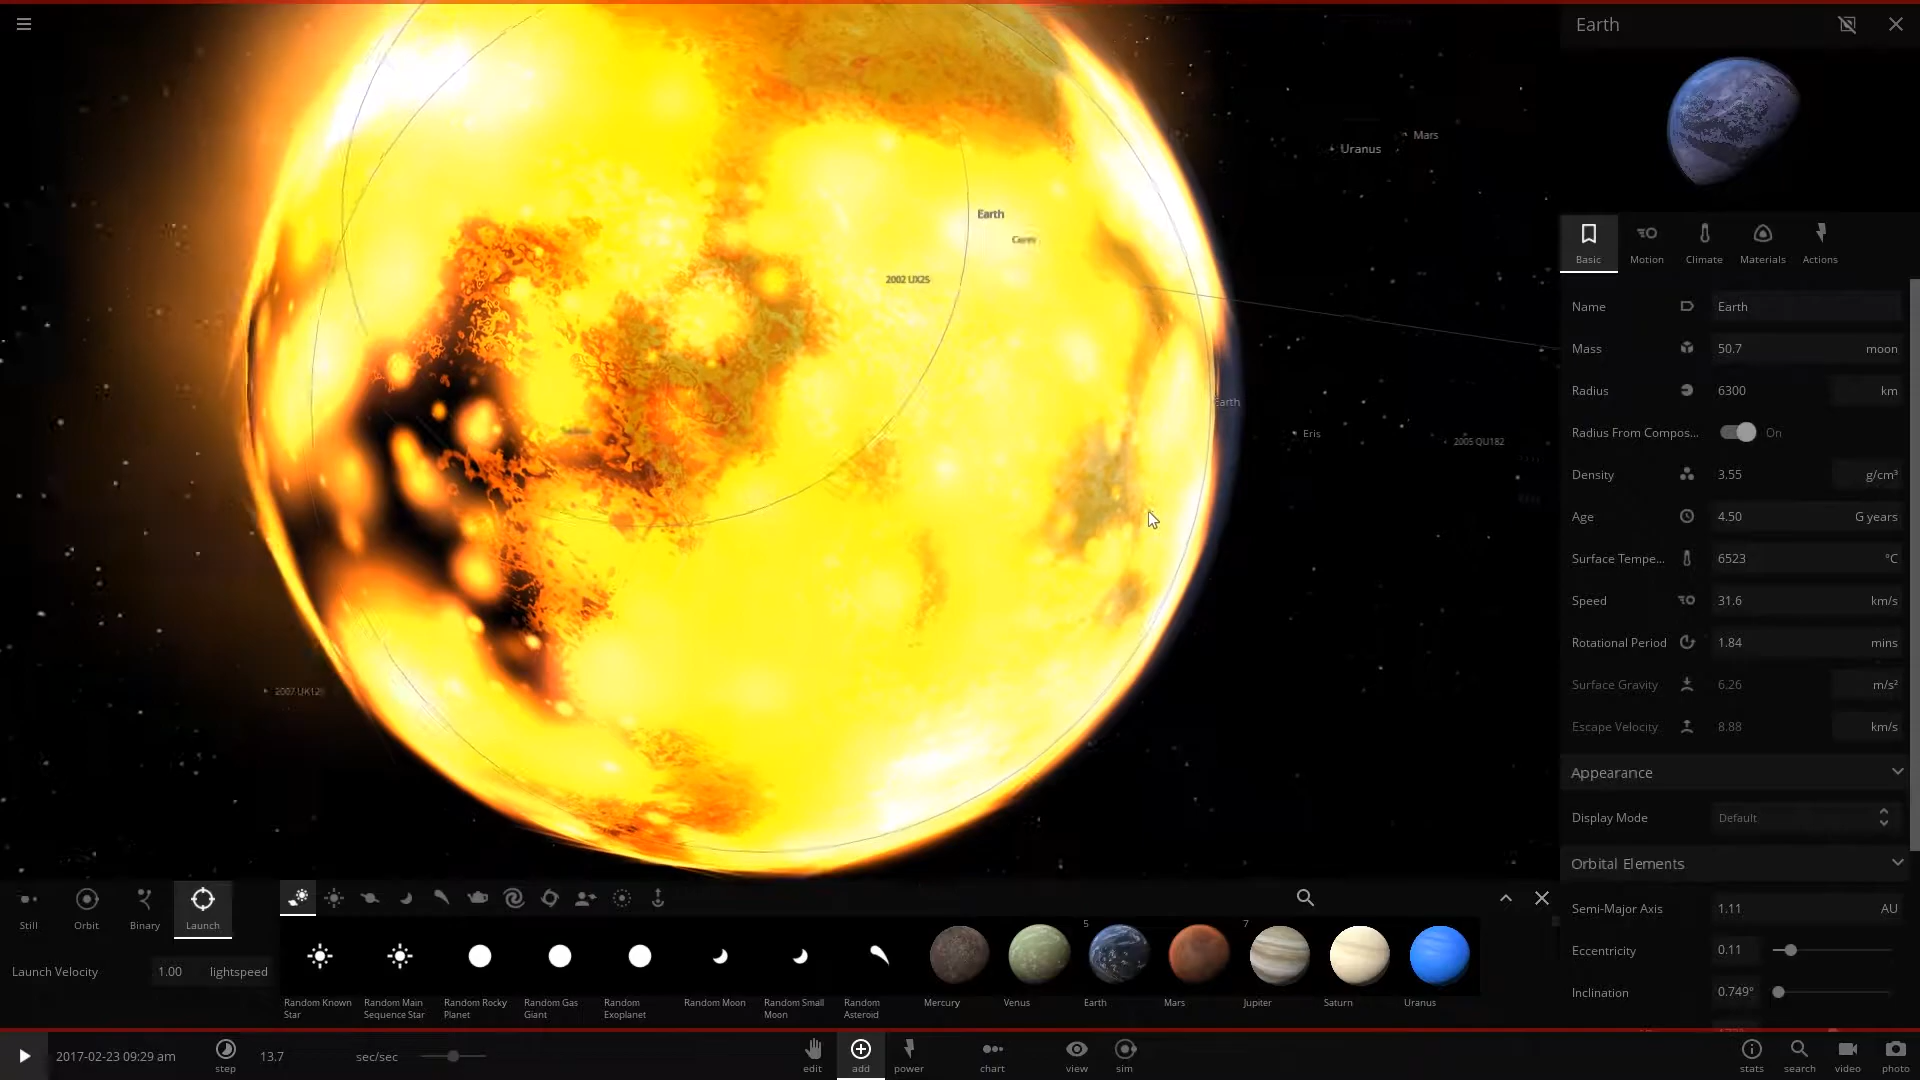 Earth
Mars
Uranus
Earth
Ceres
2002 UX25
Earth
Eris
2005 QU182
2007 UK12
Basic
Motion
Climate
Materials
Actions
Name
Earth
Mass
50.7
moon
Radius
6300
km
Radius From Compos...
On
Density
3.55
g/cm³
Age
4.50
G years
Surface Tempe...
6523
°C
Speed
31.6
km/s
Rotational Period
1.84
mins
Surface Gravity
6.26
m/s²
Escape Velocity
8.88
km/s
Appearance
Display Mode
Default
Orbital Elements
Semi-Major Axis
1.11
AU
Eccentricity
0.11
Inclination
0.749°
Still
Orbit
Binary
Launch
Launch Velocity
1.00
lightspeed
5
7
Random Known
Star
Random Main
Sequence Star
Random Rocky
Planet
Random Gas
Giant
Random
Exoplanet
Random Moon
Random Small
Moon
Random
Asteroid
Mercury
Venus
Earth
Mars
Jupiter
Saturn
Uranus
2017-02-23 09:29 am
step
13.7
sec/sec
edit
add
power
chart
view
sim
stats
search
video
photo